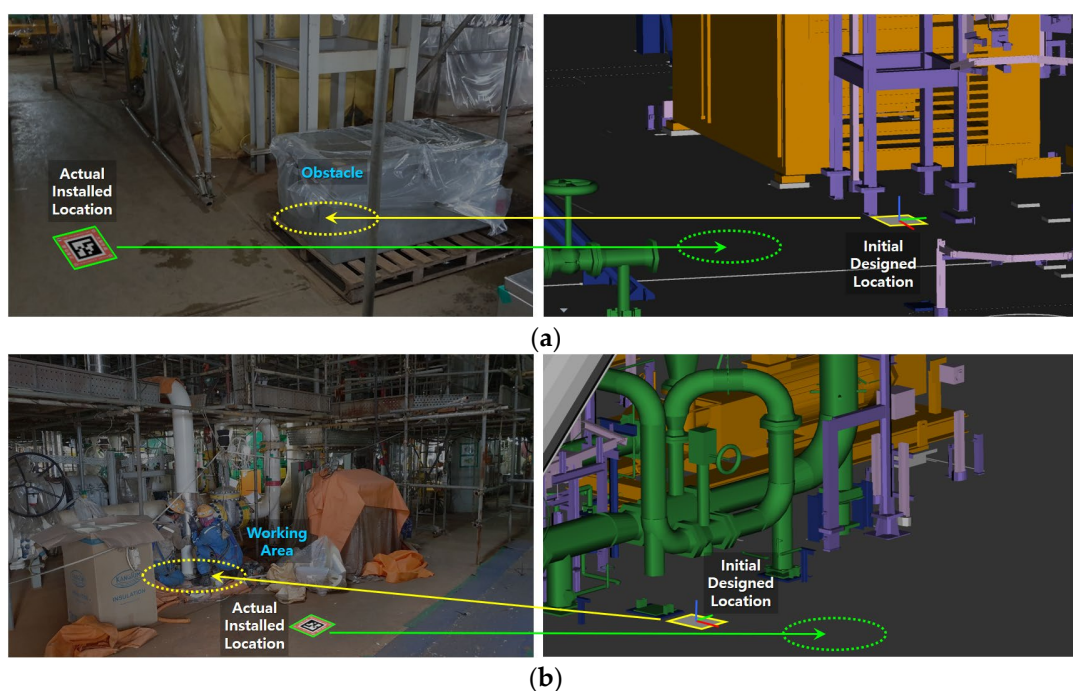 Actual
Installed
Location
Obstacle
Initial
Designed
Location
(a)
Working
Area
Actual
Installed
Location
INSULATION
Initial
Designed
Location
(b)